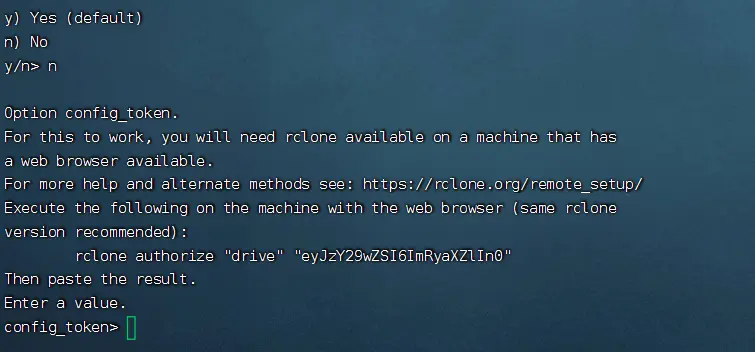 y) Yes (default)
n) No
y/n> n
Option config_token.
For this to work, you will need rclone available on a machine that has
a web browser available.
For more help and alternate methods see: https://rclone.org/remote_setup/
Execute the following on the machine with the web browser (same rclone
version recommended):
rclone authorize "drive" "eyJzY29wZSI6ImRyaXZlIn0"
Then paste the result.
Enter a value.
config_token>